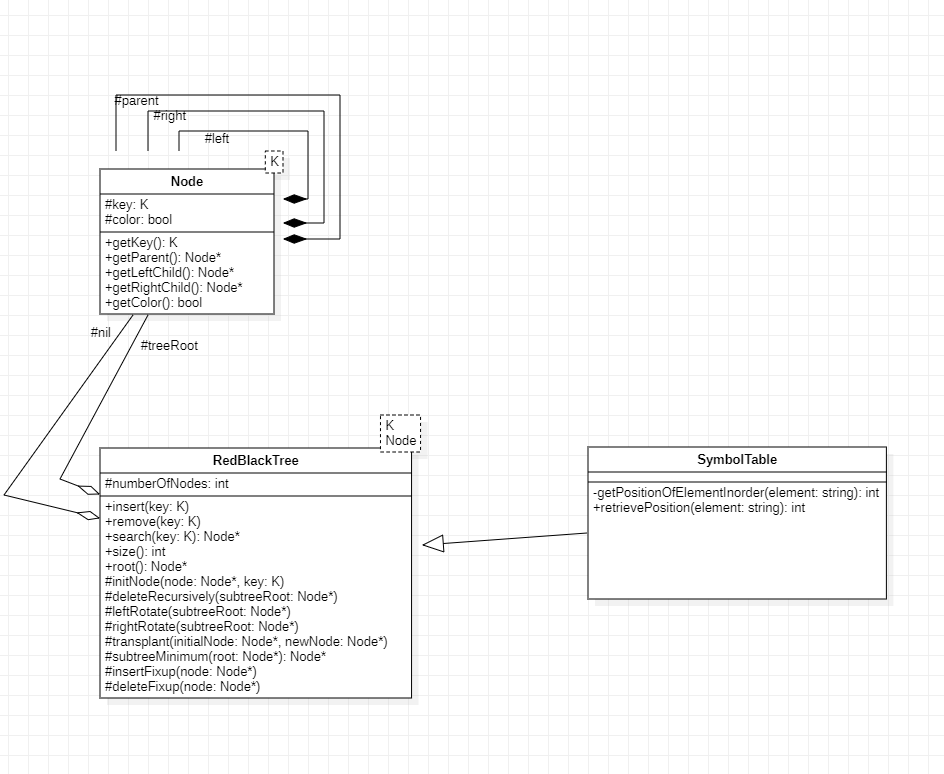 #parent
#right
#left
K
Node
#key: K
#color: bool
+getKey(): K
+getParent(): Node*
+getLeftChild(): Node*
+getRightChild(): Node*
+getColor(): bool
#nil
#treeRoot
K
Node
RedBlackTree
#numberOfNodes: int
+insert(key: K)
+remove(key: K)
+search(key: K): Node*
+size(): int
+root(): Node*
#initNode(node: Node*, key: K)
#deleteRecursively(subtreeRoot: Node*)
#leftRotate(subtreeRoot: Node*)
#rightRotate(subtreeRoot: Node*)
#transplant(initialNode: Node*, newNode: Node*)
#subtreeMinimum(root: Node*): Node*
#insertFixup(node: Node*)
#deleteFixup(node: Node*)
SymbolTable
-getPositionOfElementInorder(element: string): int
+retrievePosition(element: string): int